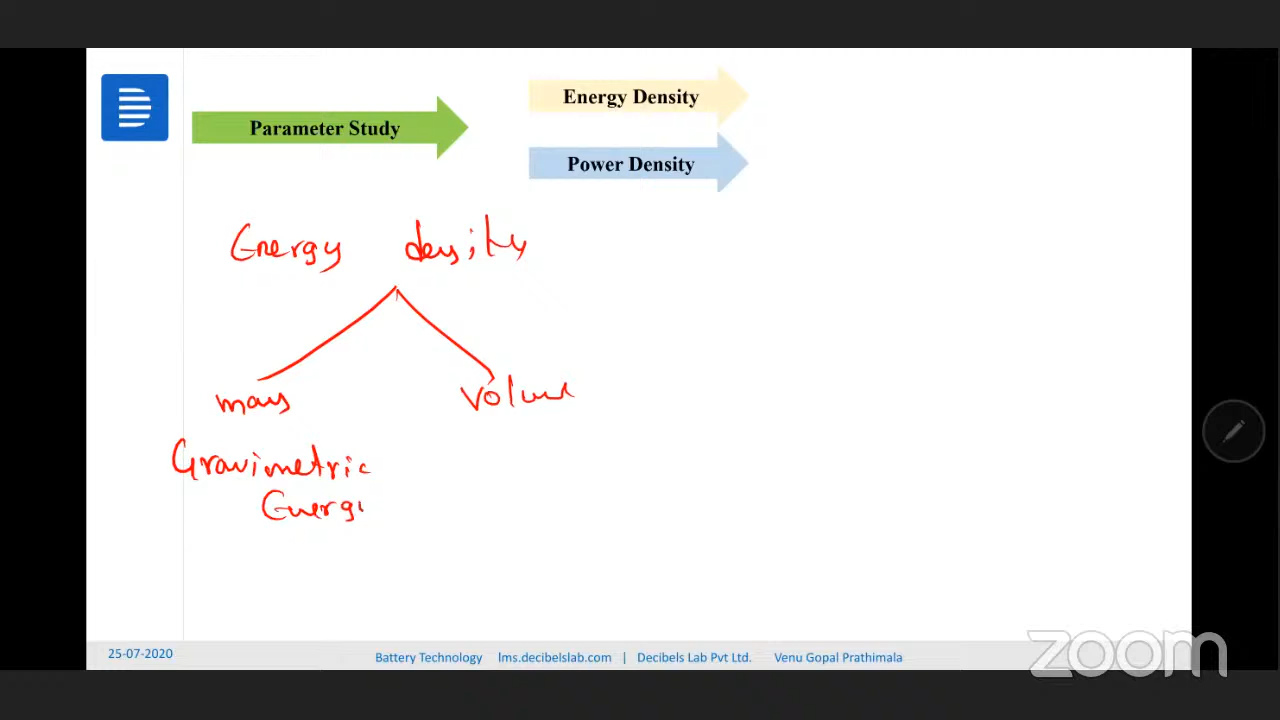 Energy Density
Parameter Study
Power Density
Energy density
mass
Volume
Gravimetric
Energy
25-07-2020
Battery Technology lms.decibelslab.com | Decibels Lab Pvt Ltd. Venu Gopal Prathimala
zoom